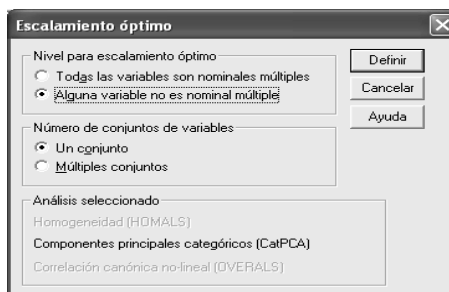 Escalamiento óptimo
Nivel para escalamiento óptimo
Todas las variables son nominales múltiples
Alguna variable no es nominal múltiple
Número de conjuntos de variables
Un conjunto
Múltiples conjuntos
Análisis seleccionado
Homogeneidad (HOMALS)
Componentes principales categóricos (CatPCA)
Correlación canónica no-lineal (OVERALS)
Definir
Cancelar
Ayuda